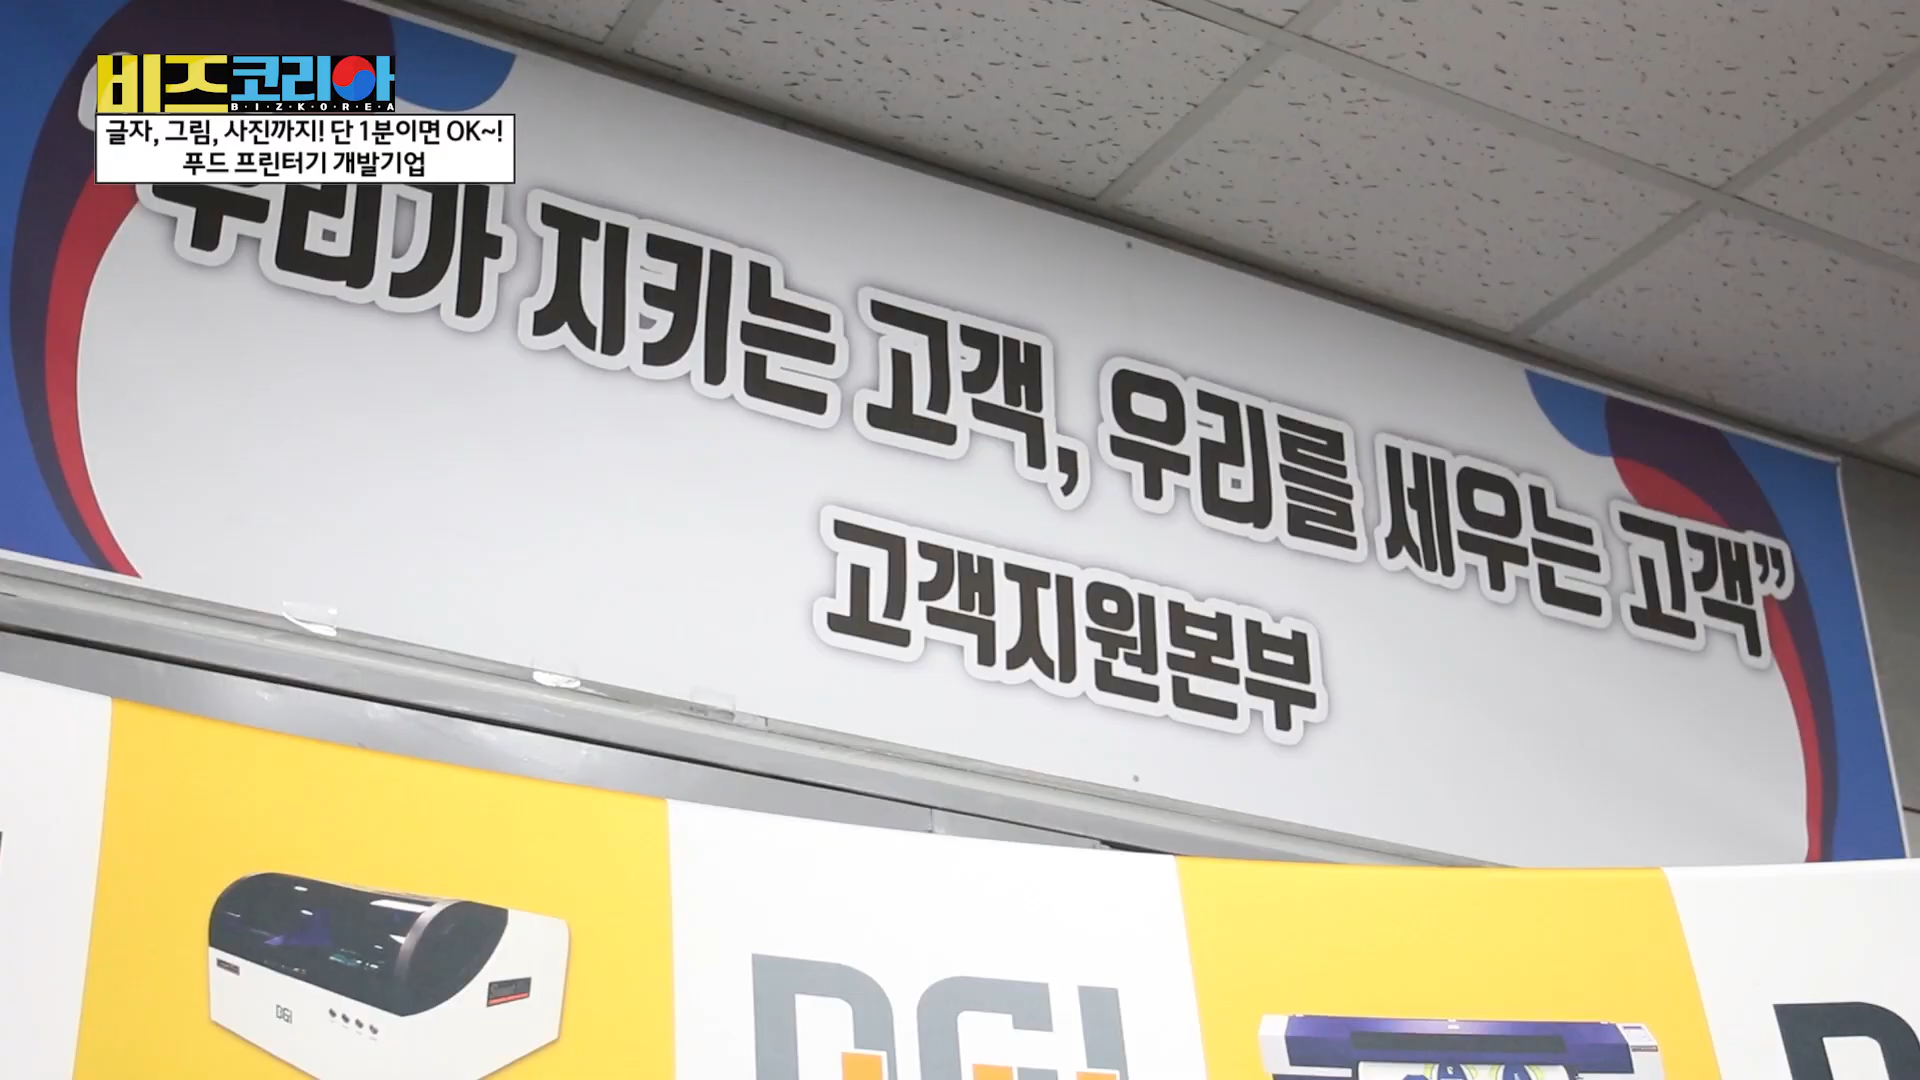 비즈코리아
B·I·Z·K·O·R·E·A
글자, 그림, 사진까지! 단 1분이면 OK~!
푸드 프린터기 개발기업
우리가 지키는 고객, 우리를 세우는 고객”
고객지원본부
DGI
DGI